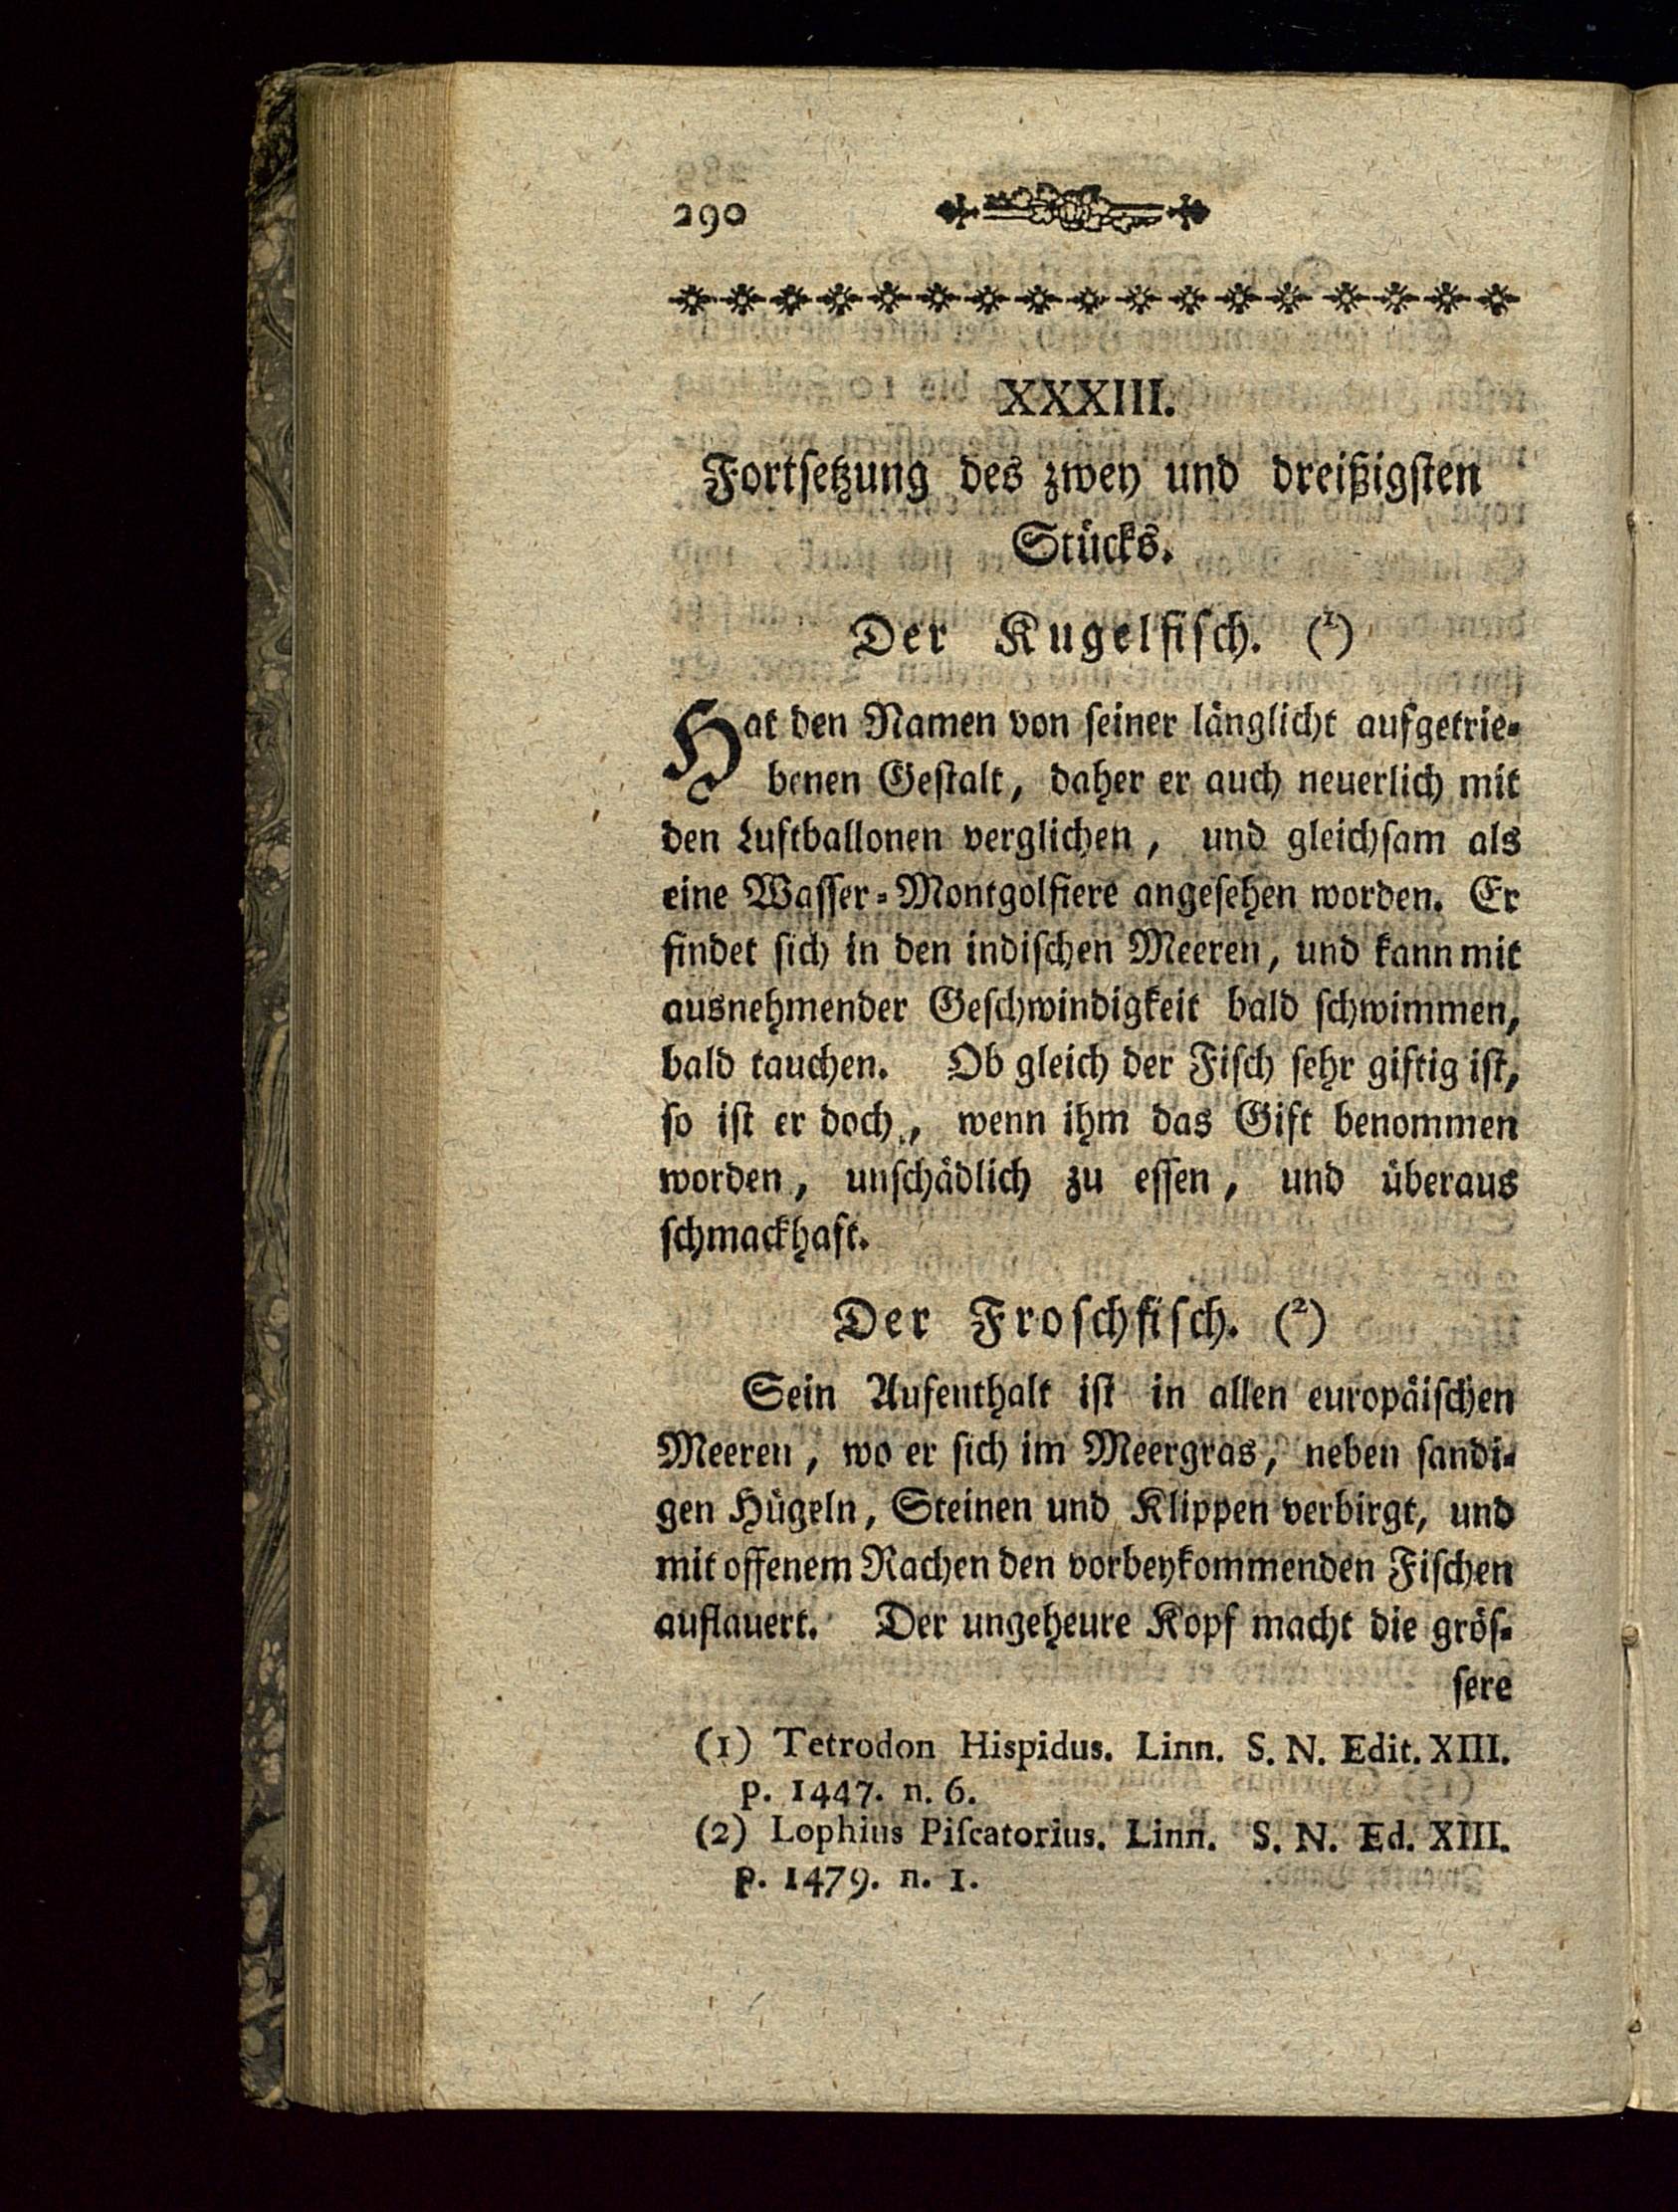 290
XXXIII.
Fortſetzung des zwey und dreißigſten
Stücks.
Der Kugelfiſch. (1)
Hat den Namen von ſeiner länglicht aufgetrie-
benen Geſtalt, daher er auch neuerlich mit
den Luftballonen verglichen, und gleichſam als
eine Waſſer-Montgolfiere angeſehen worden. Er
findet ſich in den indiſchen Meeren, und kann mit
ausnehmender Geſchwindigkeit bald ſchwimmen,
bald tauchen. Ob gleich der Fiſch ſehr giftig iſt,
ſo iſt er doch, wenn ihm das Gift benommen
worden, unſchädlich zu eſſen, und überaus
ſchmackhaft.
Der Froſchfiſch. (2)
Sein Aufenthalt iſt in allen europäiſchen
Meeren, wo er ſich im Meergras, neben ſandi-
gen Hügeln, Steinen und Klippen verbirgt, und
mit offenem Rachen den vorbeykommenden Fiſchen
auflauert. Der ungeheure Kopf macht die gröſ-
ſere
(1) Tetrodon Hispidus. Linn. S. N. Edit. XIII.
p. 1447. n. 6.
(2) Lophius Piſcatorius. Linn. S. N. Ed. XIII.
p. 1479. n. 1.